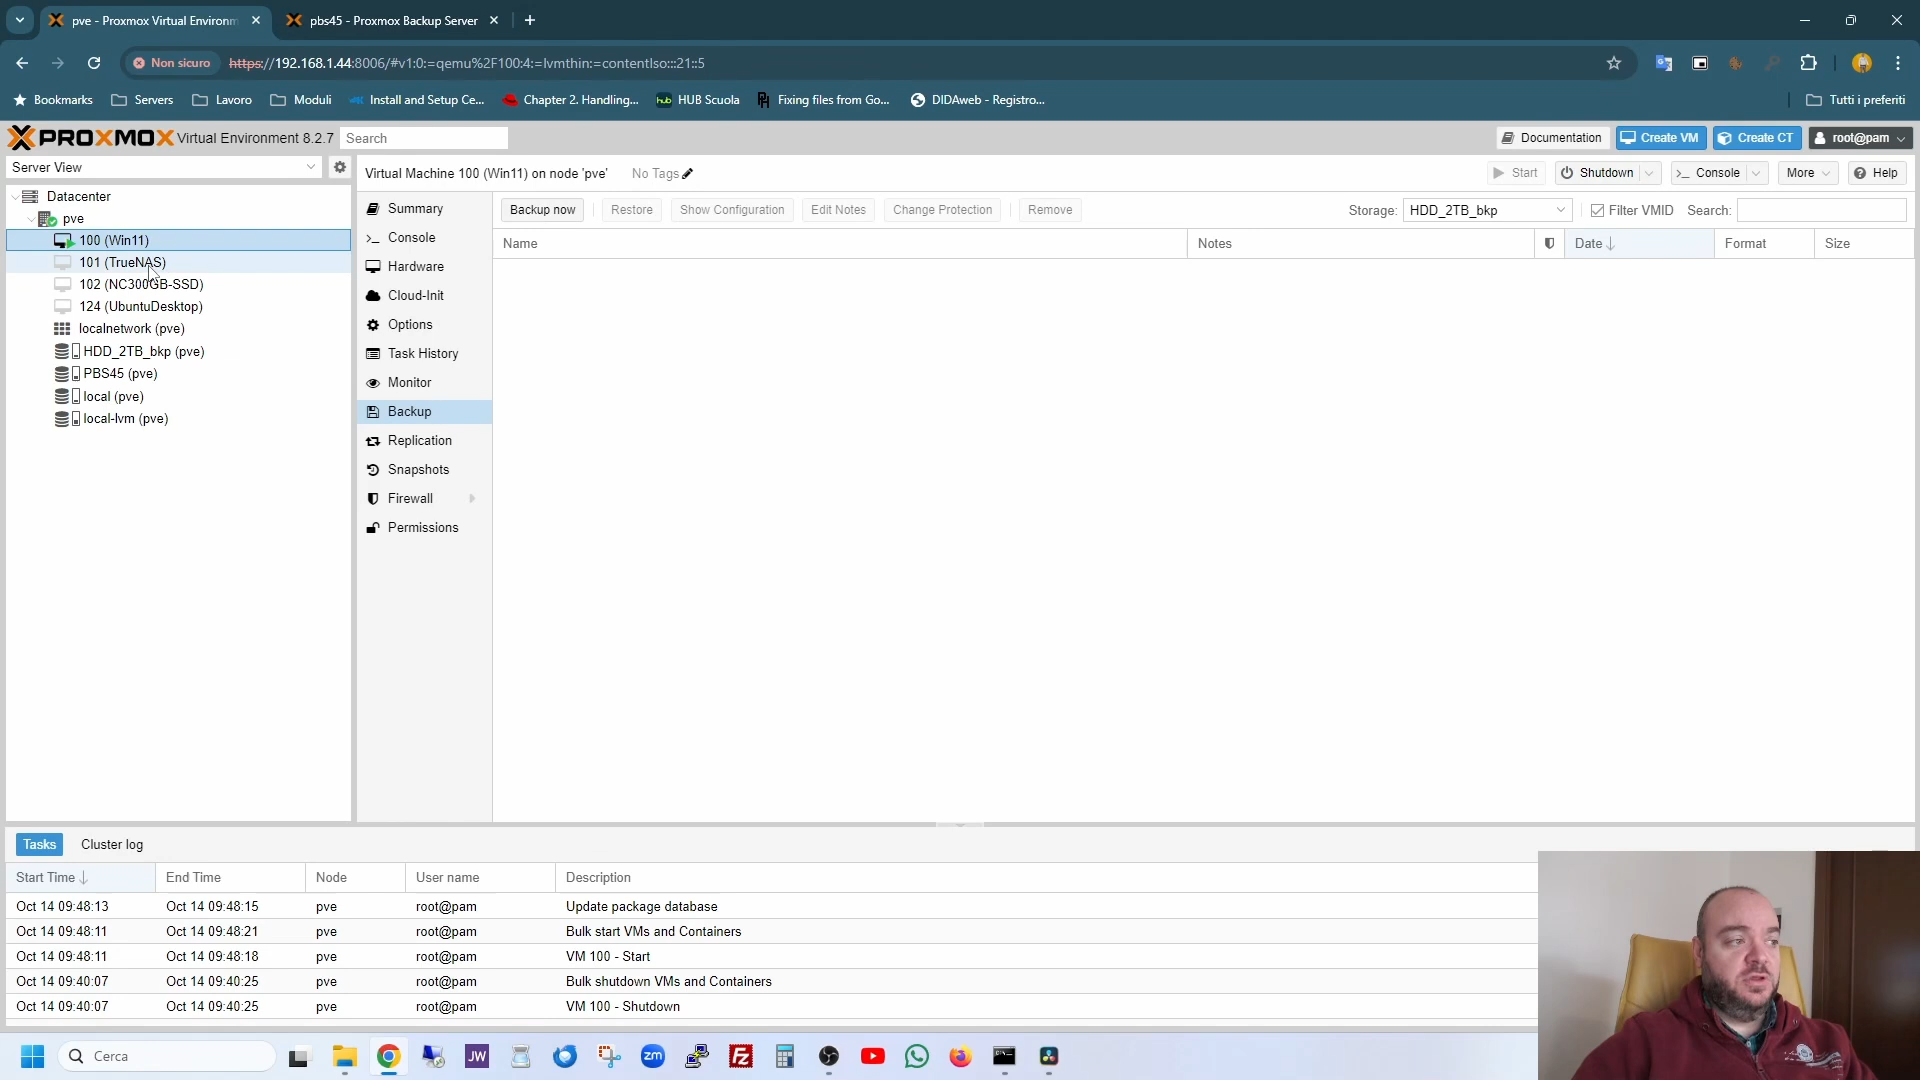 pve - Proxmox Virtual Environm
pbs45 - Proxmox Backup Server
Non sicuro
https://192.168.1.44:8006/#v1:0:=qemu%2F100:4:=lvmthin:=contentIso:::21::5
Bookmarks
Servers
Lavoro
Moduli
Install and Setup Ce...
Chapter 2. Handling...
HUB Scuola
Fixing files from Go...
DIDAweb - Registro...
Tutti i preferiti
PROXMOX Virtual Environment 8.2.7
Search
Documentation
Create VM
Create CT
root@pam
Server View
Virtual Machine 100 (Win11) on node 'pve'
No Tags
Start
Shutdown
Console
More
Help
Datacenter
pve
100 (Win11)
101 (TrueNAS)
102 (NC300GB-SSD)
124 (UbuntuDesktop)
localnetwork (pve)
HDD_2TB_bkp (pve)
PBS45 (pve)
local (pve)
local-lvm (pve)
Summary
Console
Hardware
Cloud-Init
Options
Task History
Monitor
Backup
Replication
Snapshots
Firewall
Permissions
Backup now
Restore
Show Configuration
Edit Notes
Change Protection
Remove
Storage: HDD_2TB_bkp
Filter VMID
Search:
Name
Notes
Date
Format
Size
Tasks
Cluster log
Start Time
End Time
Node
User name
Description
Oct 14 09:48:13 Oct 14 09:48:15 pve root@pam Update package database
Oct 14 09:48:11 Oct 14 09:48:21 pve root@pam Bulk start VMs and Containers
Oct 14 09:48:11 Oct 14 09:48:18 pve root@pam VM 100 - Start
Oct 14 09:40:07 Oct 14 09:40:25 pve root@pam Bulk shutdown VMs and Containers
Oct 14 09:40:07 Oct 14 09:40:25 pve root@pam VM 100 - Shutdown
Cerca
JW
zm
FZ